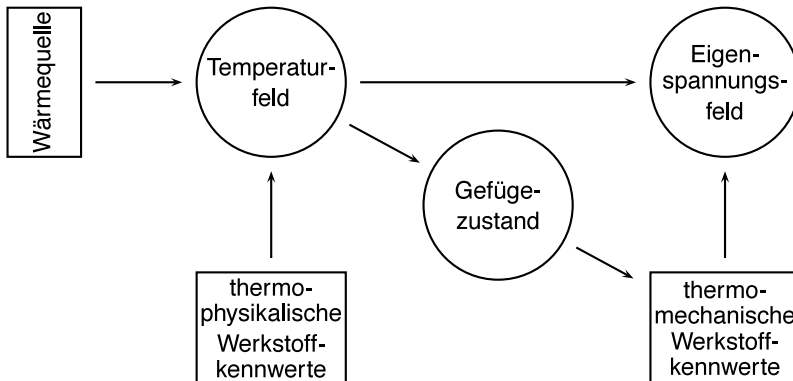 Wärmequelle
Temperatur-
feld
Eigen-
spannungs-
feld
Gefüge-
zustand
thermo-
physikalische
Werkstoff-
kennwerte
thermo-
mechanische
Werkstoff-
kennwerte